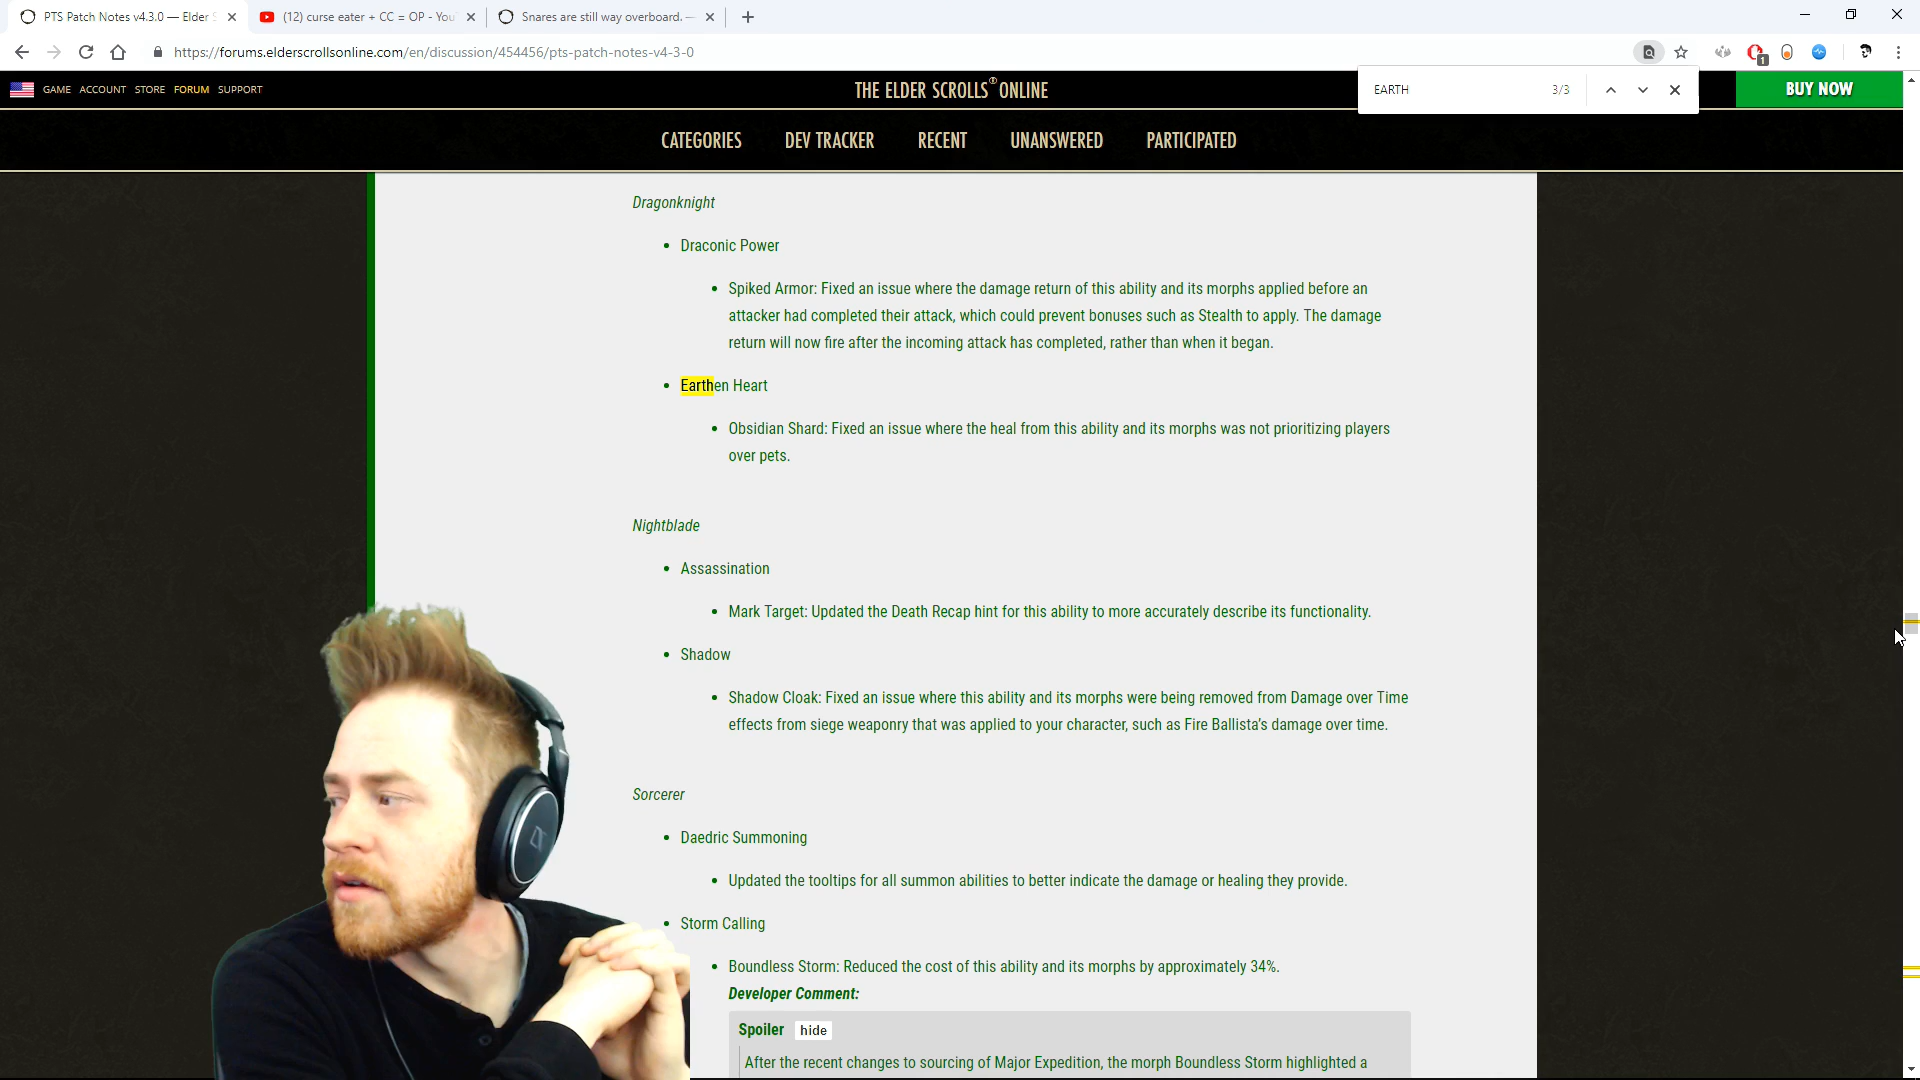 PTS Patch Notes v4.3.0 — Elder S
(12) curse eater + CC = OP - You
Snares are still way overboard. —
https://forums.elderscrollsonline.com/en/discussion/454456/pts-patch-notes-v4-3-0
1
GAME ACCOUNT STORE FORUM SUPPORT
THE ELDER SCROLLS ONLINE
EARTH 3/3
BUY NOW
CATEGORIES DEV TRACKER RECENT UNANSWERED PARTICIPATED
Dragonknight
Draconic Power
Spiked Armor: Fixed an issue where the damage return of this ability and its morphs applied before an
attacker had completed their attack, which could prevent bonuses such as Stealth to apply. The damage
return will now fire after the incoming attack has completed, rather than when it began.
Earthen Heart
Obsidian Shard: Fixed an issue where the heal from this ability and its morphs was not prioritizing players
over pets.
Nightblade
Assassination
Mark Target: Updated the Death Recap hint for this ability to more accurately describe its functionality.
Shadow
Shadow Cloak: Fixed an issue where this ability and its morphs were being removed from Damage over Time
effects from siege weaponry that was applied to your character, such as Fire Ballista's damage over time.
Sorcerer
Daedric Summoning
Updated the tooltips for all summon abilities to better indicate the damage or healing they provide.
Storm Calling
Boundless Storm: Reduced the cost of this ability and its morphs by approximately 34%.
Developer Comment:
Spoiler hide
After the recent changes to sourcing of Major Expedition, the morph Boundless Storm highlighted a